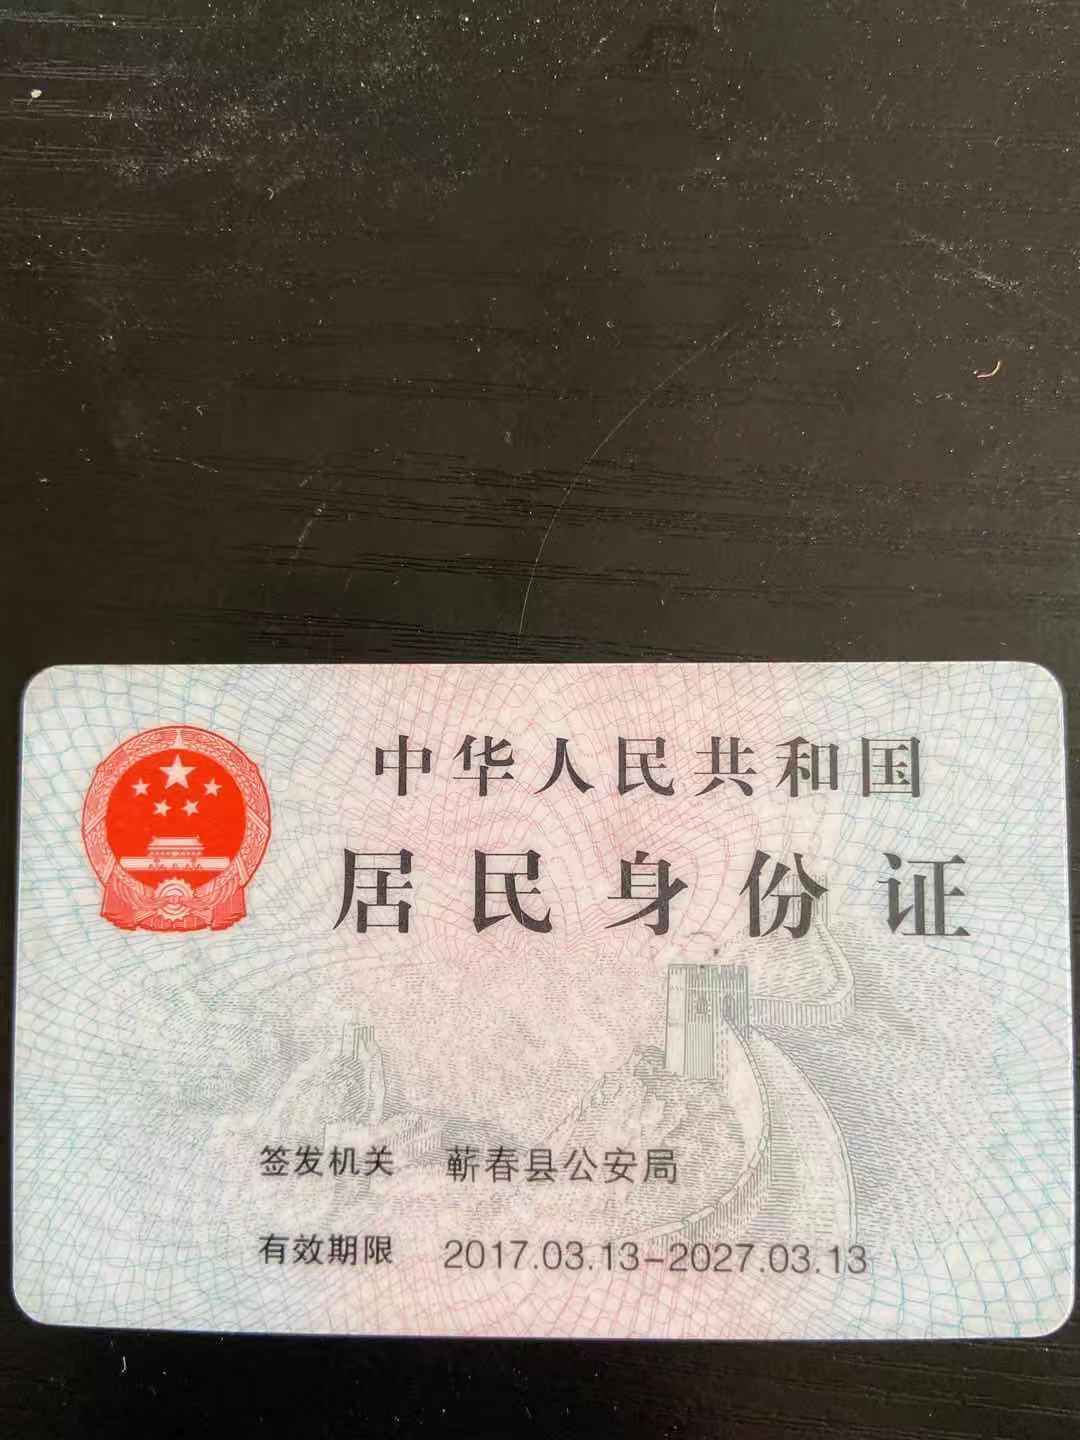 中华人民共和国
居民身份证
签发机关 蕲春县公安局
有效期限 2017.03.13-2027.03.13